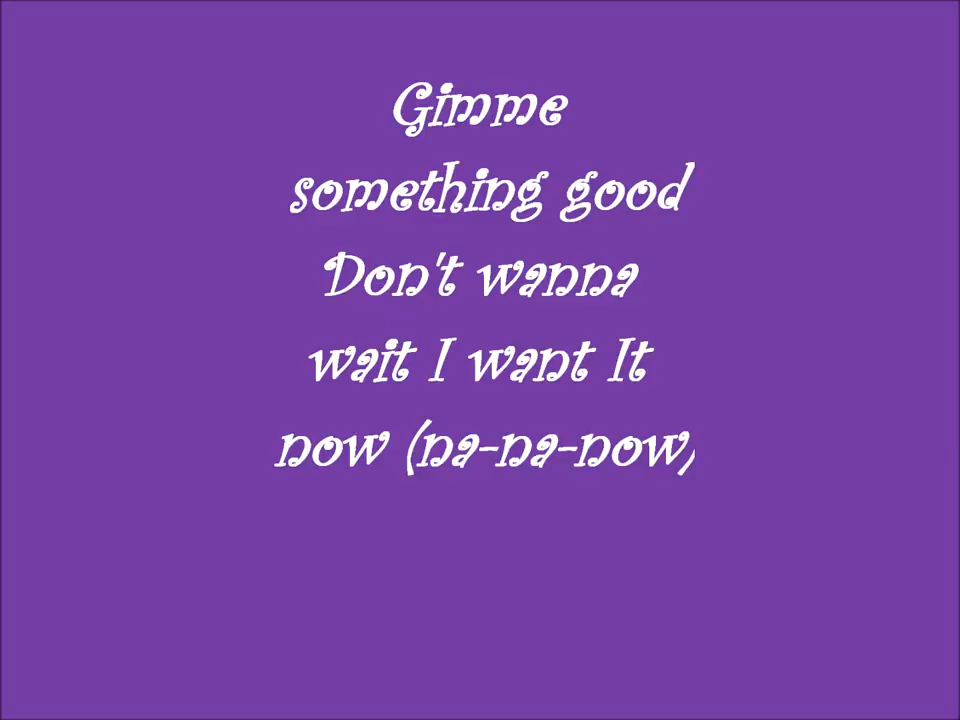 Gimme
something good
Don't wanna
wait I want It
now (na-na-now)